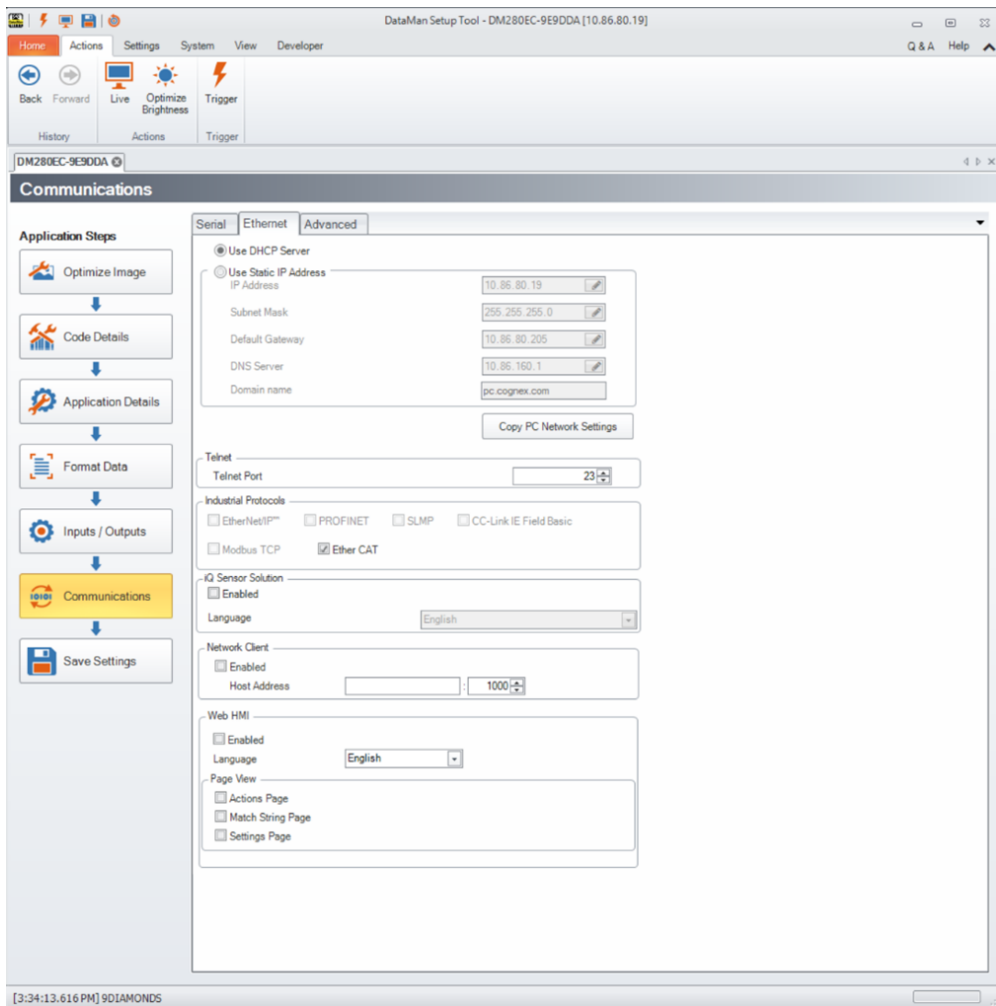 DataMan Setup Tool - DM280EC-9E9DDA [10.86.80.19]
Home Actions Settings System View Developer Q & A Help
Back Forward Live Optimize Brightness Trigger
History Actions Trigger
DM280EC-9E9DDA
Communications
Application Steps
Optimize Image
Code Details
Application Details
Format Data
Inputs / Outputs
Communications
Save Settings
Serial Ethernet Advanced
Use DHCP Server
Use Static IP Address
IP Address 10.86.80.19
Subnet Mask 255.255.255.0
Default Gateway 10.86.80.205
DNS Server 10.86.160.1
Domain name pc.cognex.com
Copy PC Network Settings
Telnet
Telnet Port 23
Industrial Protocols
EtherNet/IP™ PROFINET SLMP CC-Link IE Field Basic
Modbus TCP Ether CAT
iQ Sensor Solution
Enabled
Language English
Network Client
Enabled
Host Address : 1000
Web HMI
Enabled
Language English
Page View
Actions Page
Match String Page
Settings Page
[3:34:13.616 PM] 9DIAMONDS